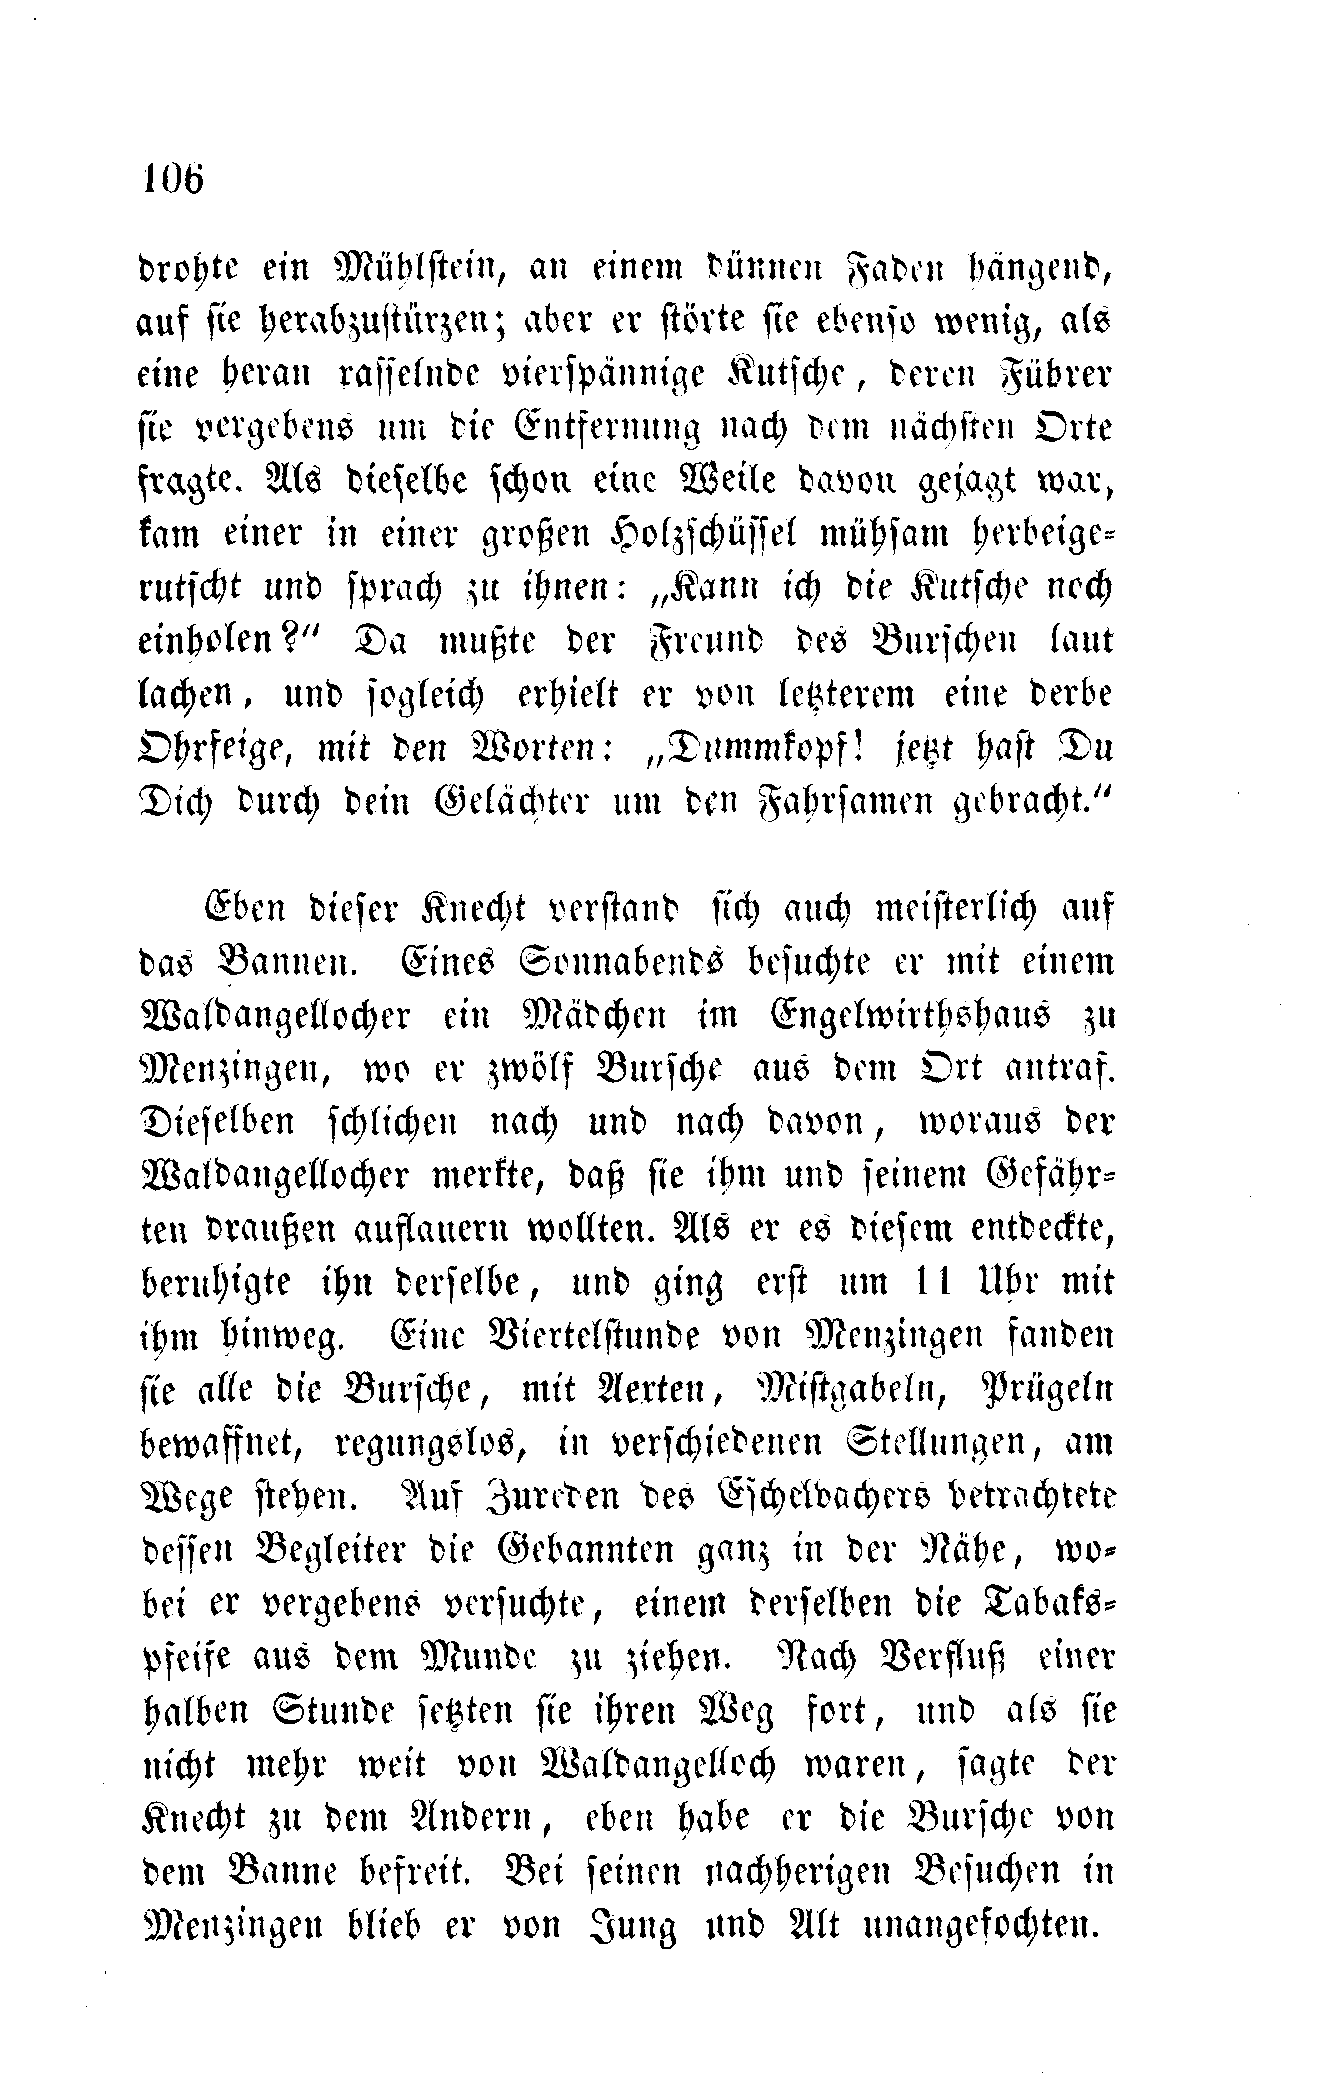 106
drohte ein Mühlstein, an einem dünnen Faden hängend,
auf sie herabzustürzen; aber er störte sie ebenso wenig, als
eine heran rasselnde vierspännige Kutsche, deren Führer
sie vergebens um die Entfernung nach dem nächsten Orte
fragte. Als dieselbe schon eine Weile davon gejagt war,
kam einer in einer großen Holzschüssel mühsam herbeige-
rutscht und sprach zu ihnen: „Kann ich die Kutsche noch
einholen?“ Da mußte der Freund des Burschen laut
lachen, und sogleich erhielt er von letzterem eine derbe
Ohrfeige, mit den Worten: „Dummkopf! jetzt hast Du
Dich durch dein Gelächter um den Fahrsamen gebracht.“
Eben dieser Knecht verstand sich auch meisterlich auf
das Bannen. Eines Sonnabends besuchte er mit einem
Waldangellocher ein Mädchen im Engelwirthshaus zu
Menzingen, wo er zwölf Bursche aus dem Ort antraf.
Dieselben schlichen nach und nach davon, woraus der
Waldangellocher merkte, daß sie ihm und seinem Gefähr-
ten draußen auflauern wollten. Als er es diesem entdeckte,
beruhigte ihn derselbe, und ging erst um 11 Uhr mit
ihm hinweg. Eine Viertelstunde von Menzingen fanden
sie alle die Bursche, mit Aexten, Mistgabeln, Prügeln
bewaffnet, regungslos, in verschiedenen Stellungen, am
Wege stehen. Auf Zureden des Eschelbachers betrachtete
dessen Begleiter die Gebannten ganz in der Nähe, wo-
bei er vergebens versuchte, einem derselben die Tabaks-
pfeife aus dem Munde zu ziehen. Nach Verfluß einer
halben Stunde setzten sie ihren Weg fort, und als sie
nicht mehr weit von Waldangelloch waren, sagte der
Knecht zu dem Andern, eben habe er die Bursche von
dem Banne befreit. Bei seinen nachherigen Besuchen in
Menzingen blieb er von Jung und Alt unangefochten.